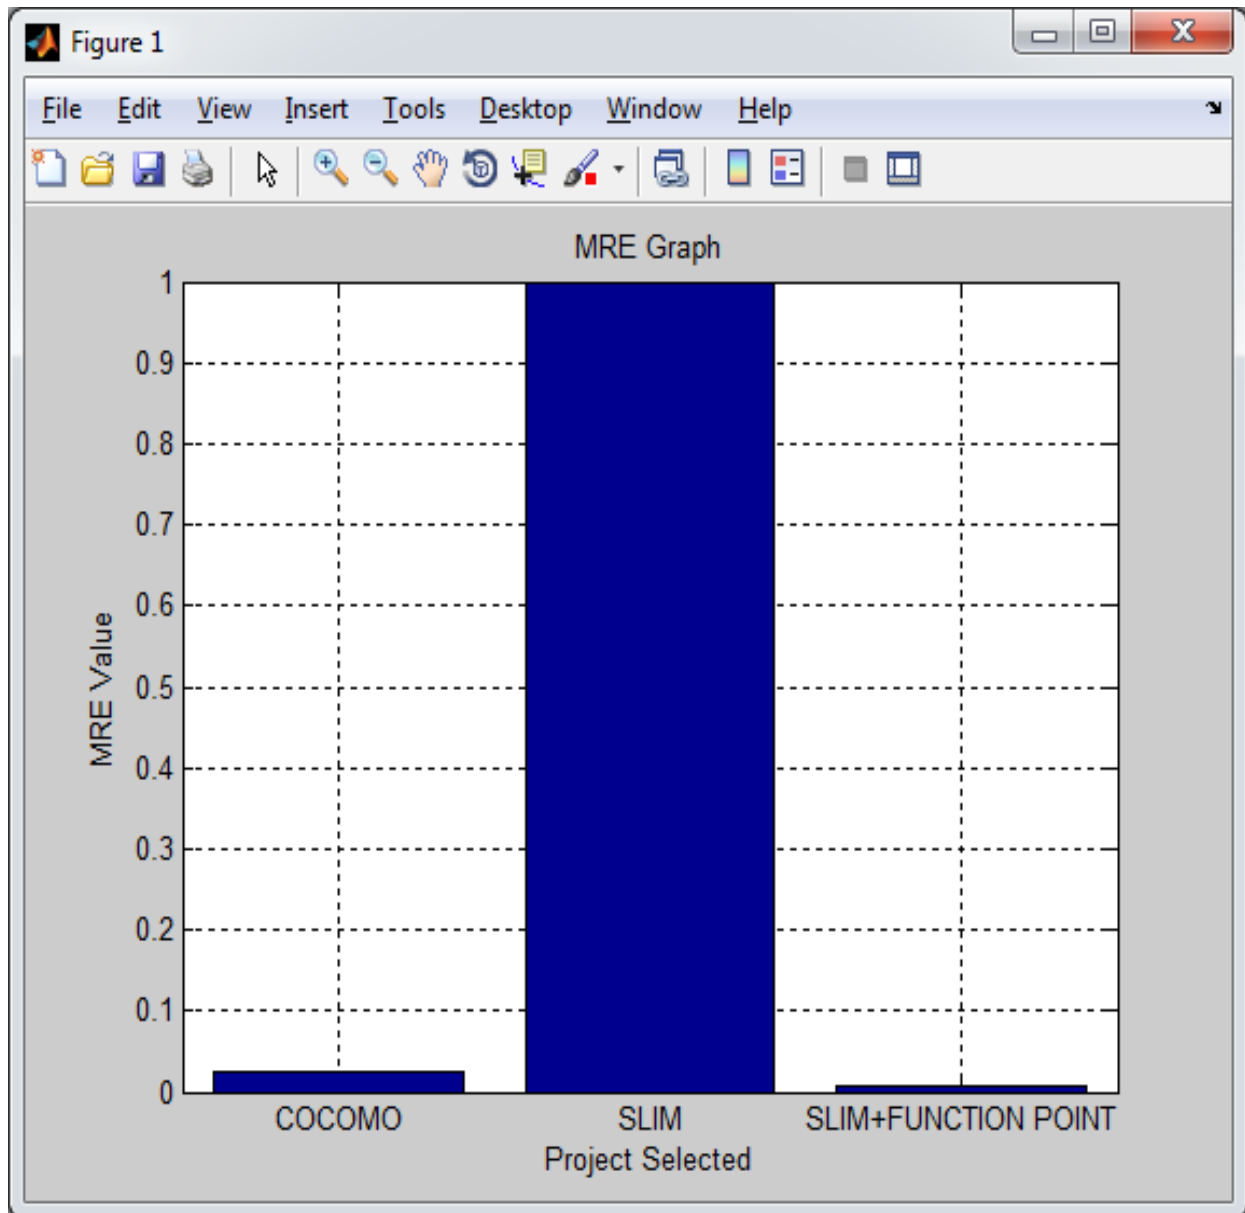 Figure 1
File Edit View Insert Tools Desktop Window Help
MRE Graph
1
0.9
0.8
0.7
0.6
0.5
0.4
0.3
0.2
0.1
0
MRE Value
COCOMO SLIM SLIM+FUNCTION POINT
Project Selected